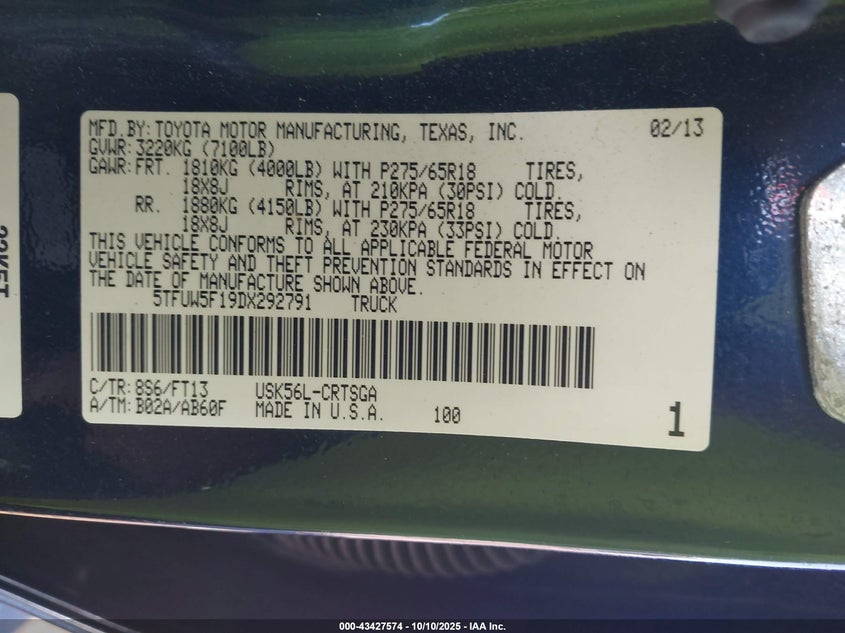 MFD.BY: TOYOTA MOTOR MANUFACTURING, TEXAS, INC. 02/13
GVWR: 3220KG (7100LB)
GAWR: FRT. 1810KG (4000LB) WITH P275/65R18 TIRES,
18X8J RIMS, AT 210KPA (30PSI) COLD.
RR. 1880KG (4150LB) WITH P275/65R18 TIRES,
18X8J RIMS, AT 230KPA (33PSI) COLD.
THIS VEHICLE CONFORMS TO ALL APPLICABLE FEDERAL MOTOR
VEHICLE SAFETY AND THEFT PREVENTION STANDARDS IN EFFECT ON
THE DATE OF MANUFACTURE SHOWN ABOVE.
5TFUW5F19DX292791 TRUCK
C/TR: 8S6/FT13 USK56L-CRTSGA
A/TM: B02A/AB60F MADE IN U.S.A. 100 1
000-43427574 | 10/10/2025 - IAA Inc.